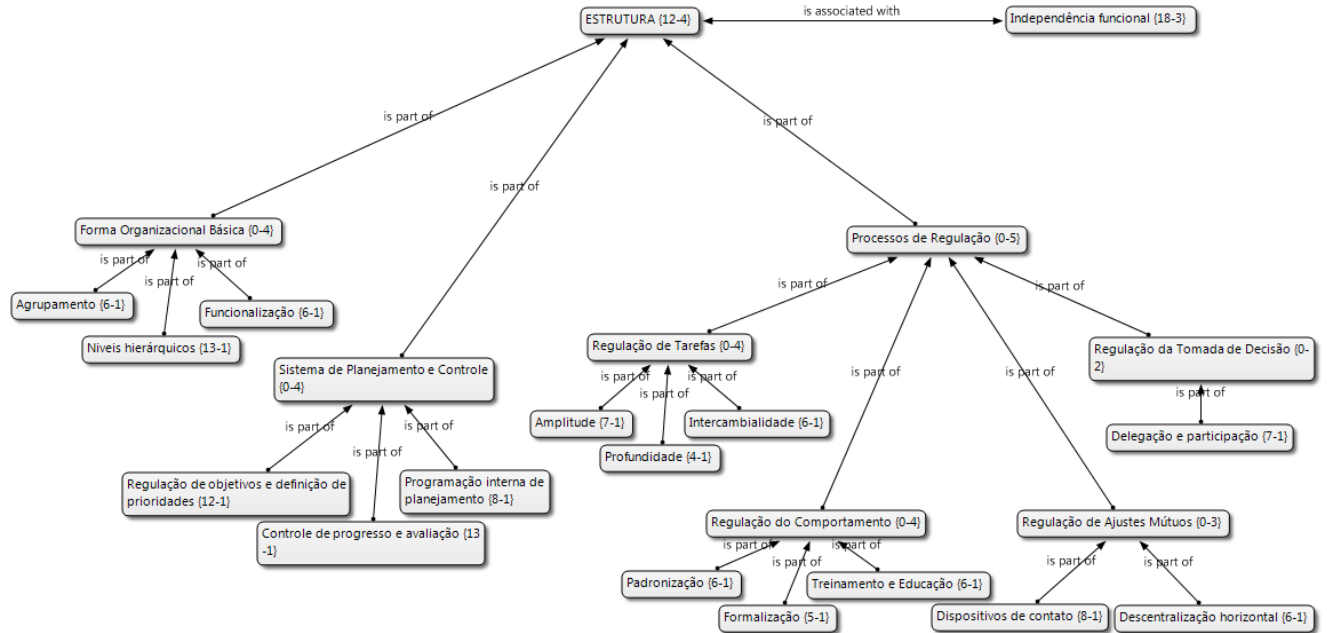 ESTRUTURA {12-4}
is associated with
Independência funcional {18-3}
is part of
is part of
is part of
Forma Organizacional Básica {0-4}
is part of
is part of
is part of
Agrupamento {6-1}
Funcionalização {6-1}
Niveis hierárquicos {13-1}
Sistema de Planejamento e Controle
{0-4}
is part of
is part of
is part of
Regulação de objetivos e definição de
prioridades {12-1}
Programação interna de
planejamento {8-1}
Controle de progresso e avaliação {13
-1}
Processos de Regulação {0-5}
is part of
is part of
is part of
is part of
Regulação de Tarefas {0-4}
is part of
is part of
is part of
Amplitude {7-1}
Intercambialidade {6-1}
Profundidade {4-1}
Regulação da Tomada de Decisão {0-
2}
is part of
Delegação e participação {7-1}
Regulação do Comportamento {0-4}
is part of
is part of
is part of
Padronização {6-1}
Treinamento e Educação {6-1}
Formalização {5-1}
Regulação de Ajustes Mútuos {0-3}
is part of
is part of
Dispositivos de contato {8-1}
Descentralização horizontal {6-1}